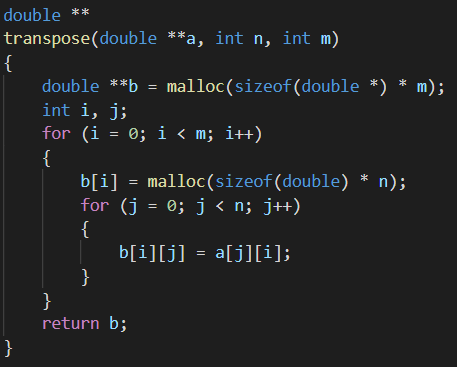 double **
transpose(double **a, int n, int m)
{
    double **b = malloc(sizeof(double *) * m);
    int i, j;
    for (i = 0; i < m; i++)
    {
        b[i] = malloc(sizeof(double) * n);
        for (j = 0; j < n; j++)
        {
            b[i][j] = a[j][i];
        }
    }
    return b;
}